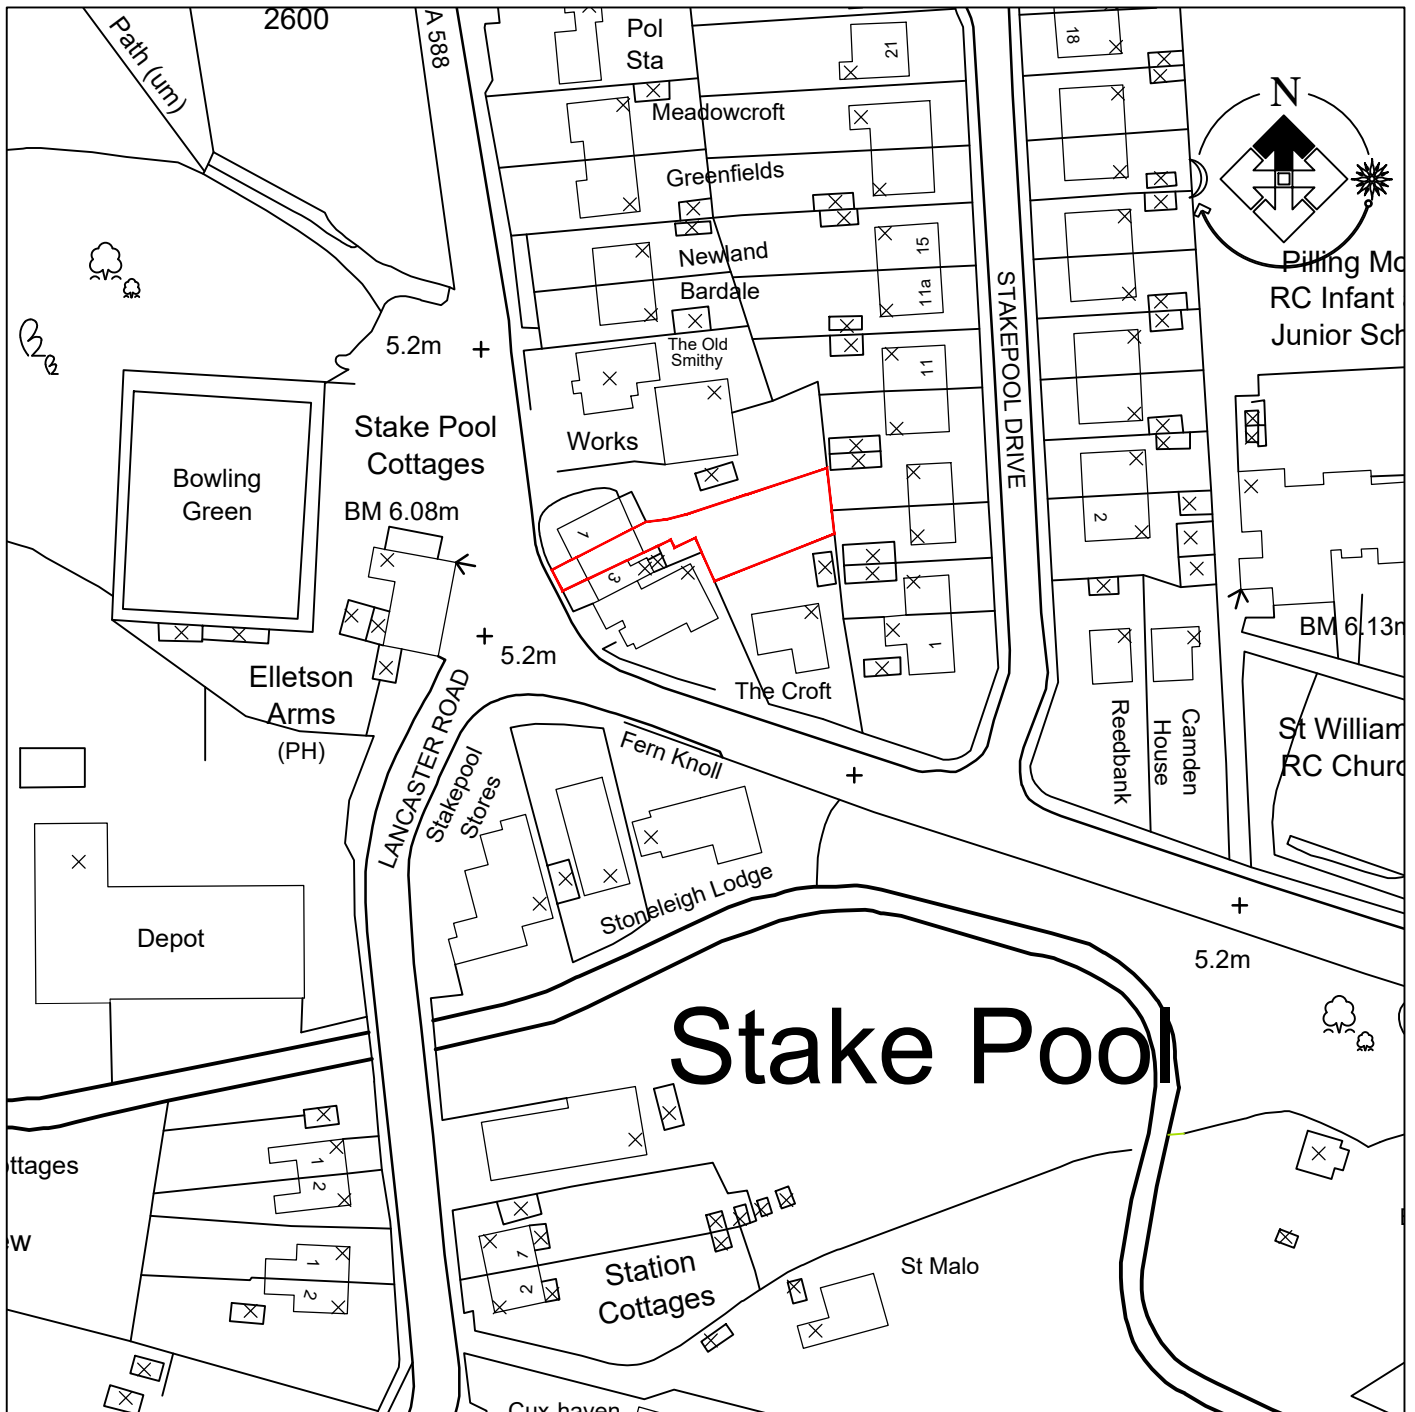 2600
Path (um)
A 588
Pol
Sta
21
18
N
Meadowcroft
Greenfields
Newland
15
Bardale
11a
Pilling Mo
RC Infant
Junior Sch
STAKEPOOL DRIVE
5.2m
The Old
Smithy
11
Stake Pool
Cottages
Works
Bowling
Green
BM 6.08m
1
3
2
1
BM 6.13m
5.2m
Elletson
Arms
(PH)
The Croft
LANCASTER ROAD
Stakepool
Stores
Fern Knoll
Reedbank
Camden
House
St William
RC Churc
Stoneleigh Lodge
Depot
5.2m
Stake Pool
ottages
1
2
ew
1
2
1
2
Station
Cottages
St Malo
Cux-haven